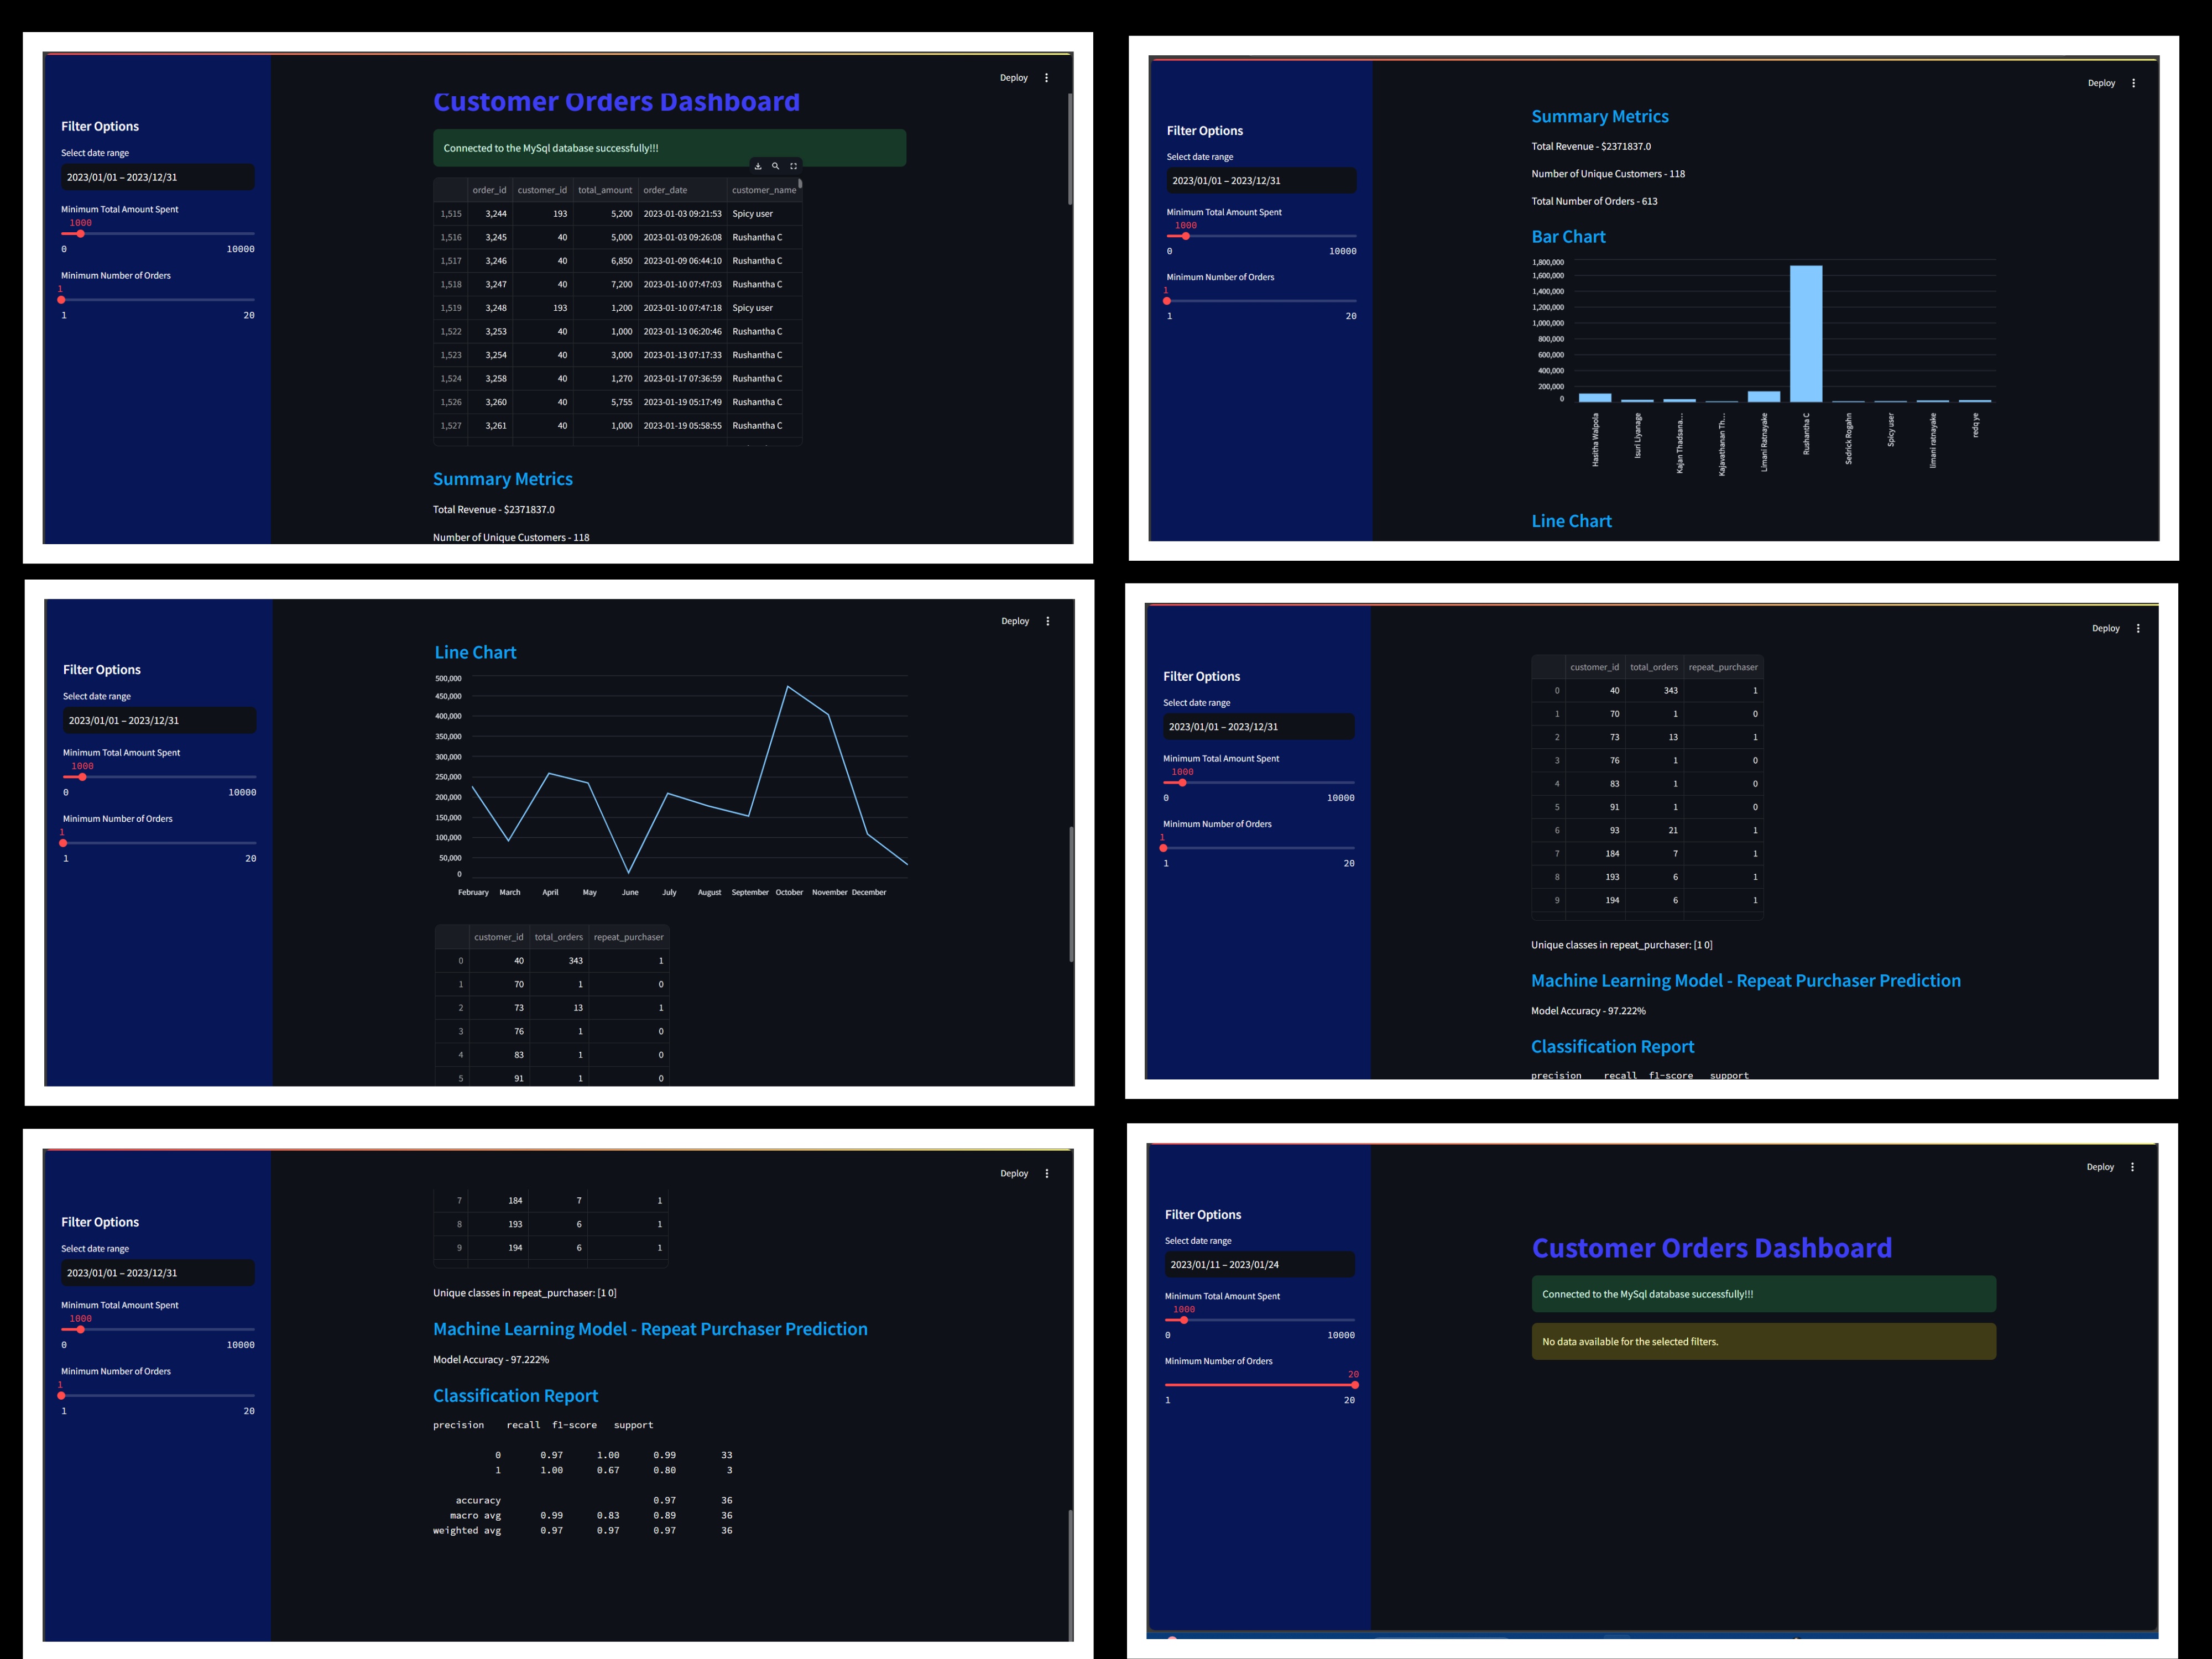 Deploy
Filter Options
Select date range
2023/01/01 – 2023/12/31
Minimum Total Amount Spent
1000
0 10000
Minimum Number of Orders
1
1 20
Customer Orders Dashboard
Connected to the MySql database successfully!!!
order_id customer_id total_amount order_date customer_name
1,515 3,244 193 5,200 2023-01-03 09:21:53 Spicy user
1,516 3,245 40 5,000 2023-01-03 09:26:08 Rushantha C
1,517 3,246 40 6,850 2023-01-09 06:44:10 Rushantha C
1,518 3,247 40 7,200 2023-01-10 07:47:03 Rushantha C
1,519 3,248 193 1,200 2023-01-10 07:47:18 Spicy user
1,522 3,253 40 1,000 2023-01-13 06:20:46 Rushantha C
1,523 3,254 40 3,000 2023-01-13 07:17:33 Rushantha C
1,524 3,258 40 1,270 2023-01-17 07:36:59 Rushantha C
1,526 3,260 40 5,755 2023-01-19 05:17:49 Rushantha C
1,527 3,261 40 1,000 2023-01-19 05:58:55 Rushantha C
Summary Metrics
Total Revenue - $2371837.0
Number of Unique Customers - 118
Deploy
Filter Options
Select date range
2023/01/01 – 2023/12/31
Minimum Total Amount Spent
1000
0 10000
Minimum Number of Orders
1
1 20
Summary Metrics
Total Revenue - $2371837.0
Number of Unique Customers - 118
Total Number of Orders - 613
Bar Chart
1,800,000
1,600,000
1,400,000
1,200,000
1,000,000
800,000
600,000
400,000
200,000
0
Hasitha Walpola
Isuri Liyanage
Kajan Thadsana...
Kajavathanan Th...
Limani Ratnayake
Rushantha C
Sedrick Rogahn
Spicy user
limani ratnayake
redq ye
Line Chart
Deploy
Filter Options
Select date range
2023/01/01 – 2023/12/31
Minimum Total Amount Spent
1000
0 10000
Minimum Number of Orders
1
1 20
Line Chart
500,000
450,000
400,000
350,000
300,000
250,000
200,000
150,000
100,000
50,000
0
February March April May June July August September October November December
customer_id total_orders repeat_purchaser
0 40 343 1
1 70 1 0
2 73 13 1
3 76 1 0
4 83 1 0
5 91 1 0
Deploy
Filter Options
Select date range
2023/01/01 – 2023/12/31
Minimum Total Amount Spent
1000
0 10000
Minimum Number of Orders
1
1 20
customer_id total_orders repeat_purchaser
0 40 343 1
1 70 1 0
2 73 13 1
3 76 1 0
4 83 1 0
5 91 1 0
6 93 21 1
7 184 7 1
8 193 6 1
9 194 6 1
Unique classes in repeat_purchaser: [1 0]
Machine Learning Model - Repeat Purchaser Prediction
Model Accuracy - 97.222%
Classification Report
precision recall f1-score support
Deploy
Filter Options
Select date range
2023/01/01 – 2023/12/31
Minimum Total Amount Spent
1000
0 10000
Minimum Number of Orders
1
1 20
7 184 7 1
8 193 6 1
9 194 6 1
Unique classes in repeat_purchaser: [1 0]
Machine Learning Model - Repeat Purchaser Prediction
Model Accuracy - 97.222%
Classification Report
precision recall f1-score support
0 0.97 1.00 0.99 33
1 1.00 0.67 0.80 3
accuracy 0.97 36
macro avg 0.99 0.83 0.89 36
weighted avg 0.97 0.97 0.97 36
Deploy
Filter Options
Select date range
2023/01/11 – 2023/01/24
Minimum Total Amount Spent
1000
0 10000
Minimum Number of Orders
20
1 20
Customer Orders Dashboard
Connected to the MySql database successfully!!!
No data available for the selected filters.